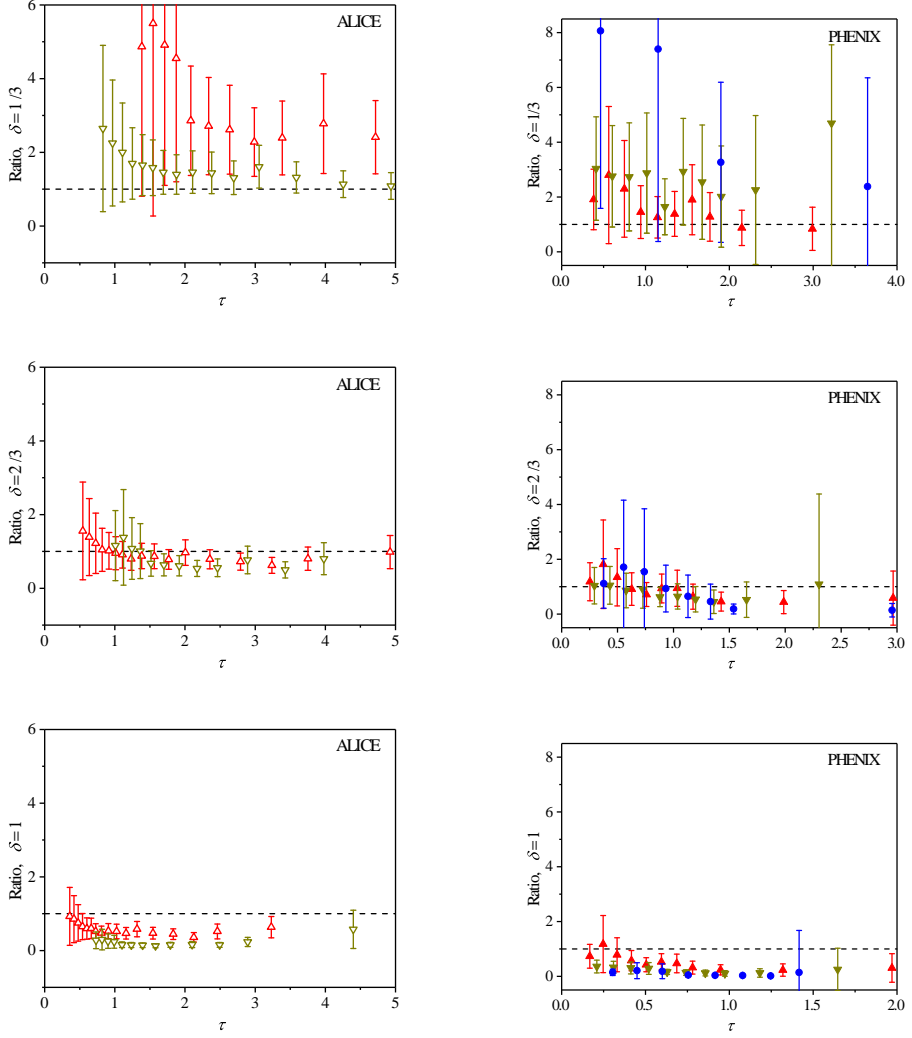 6
ALICE
4
2
0
Ratio, δ=1/3
0 1 2 3 4 5
τ
8
PHENIX
6
4
2
0
Ratio, δ=1/3
0.0 1.0 2.0 3.0 4.0
τ
6
ALICE
4
2
0
Ratio, δ=2/3
0 1 2 3 4 5
τ
8
PHENIX
6
4
2
0
Ratio, δ=2/3
0.0 0.5 1.0 1.5 2.0 2.5 3.0
τ
6
ALICE
4
2
0
Ratio, δ=1
0 1 2 3 4 5
τ
8
PHENIX
6
4
2
0
Ratio, δ=1
0.0 0.5 1.0 1.5 2.0
τ